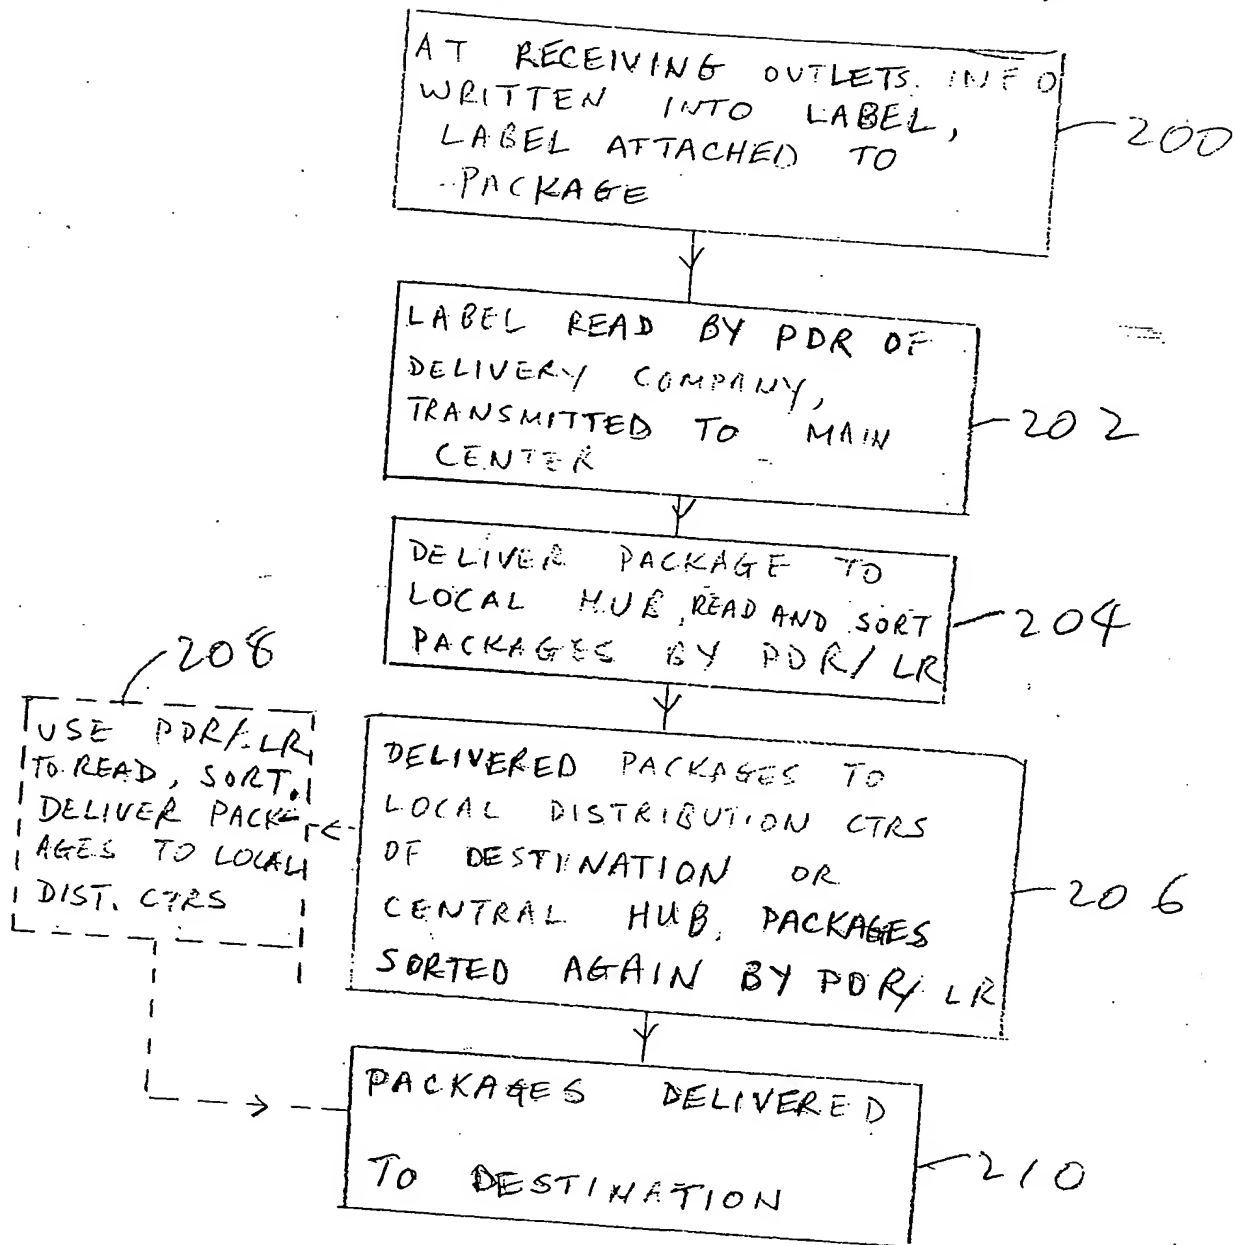 AT RECEIVING OUTLETS. INFO
WRITTEN INTO LABEL,
LABEL ATTACHED TO
PACKAGE
200
LABEL READ BY PDR OF
DELIVERY COMPANY,
TRANSMITTED TO MAIN
CENTER
202
DELIVER PACKAGE TO
LOCAL HUB, READ AND SORT
PACKAGES BY PDR/LR
204
208
USE PDR/LR
TO READ, SORT.
DELIVER PACK-
AGES TO LOCAL
DIST. CTRS
DELIVERED PACKAGES TO
LOCAL DISTRIBUTION CTRS
OF DESTINATION OR
CENTRAL HUB, PACKAGES
SORTED AGAIN BY PDR/LR
206
PACKAGES DELIVERED
TO DESTINATION
210